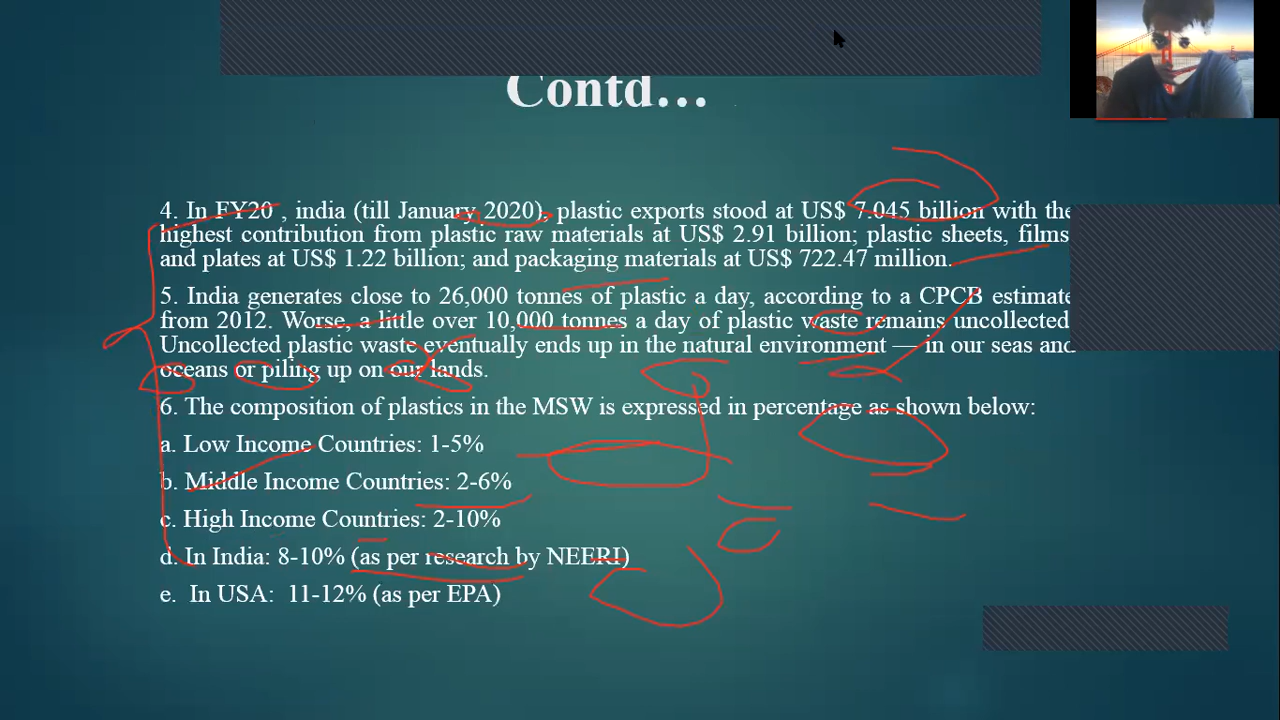 Contd…
4. In FY20 , india (till January 2020), plastic exports stood at US$ 7.045 billion with the
highest contribution from plastic raw materials at US$ 2.91 billion; plastic sheets, films
and plates at US$ 1.22 billion; and packaging materials at US$ 722.47 million.
5. India generates close to 26,000 tonnes of plastic a day, according to a CPCB estimate
from 2012. Worse, a little over 10,000 tonnes a day of plastic waste remains uncollected
Uncollected plastic waste eventually ends up in the natural environment — in our seas and
oceans or piling up on our lands.
6. The composition of plastics in the MSW is expressed in percentage as shown below:
a. Low Income Countries: 1-5%
b. Middle Income Countries: 2-6%
c. High Income Countries: 2-10%
d. In India: 8-10% (as per research by NEERI)
e. In USA: 11-12% (as per EPA)